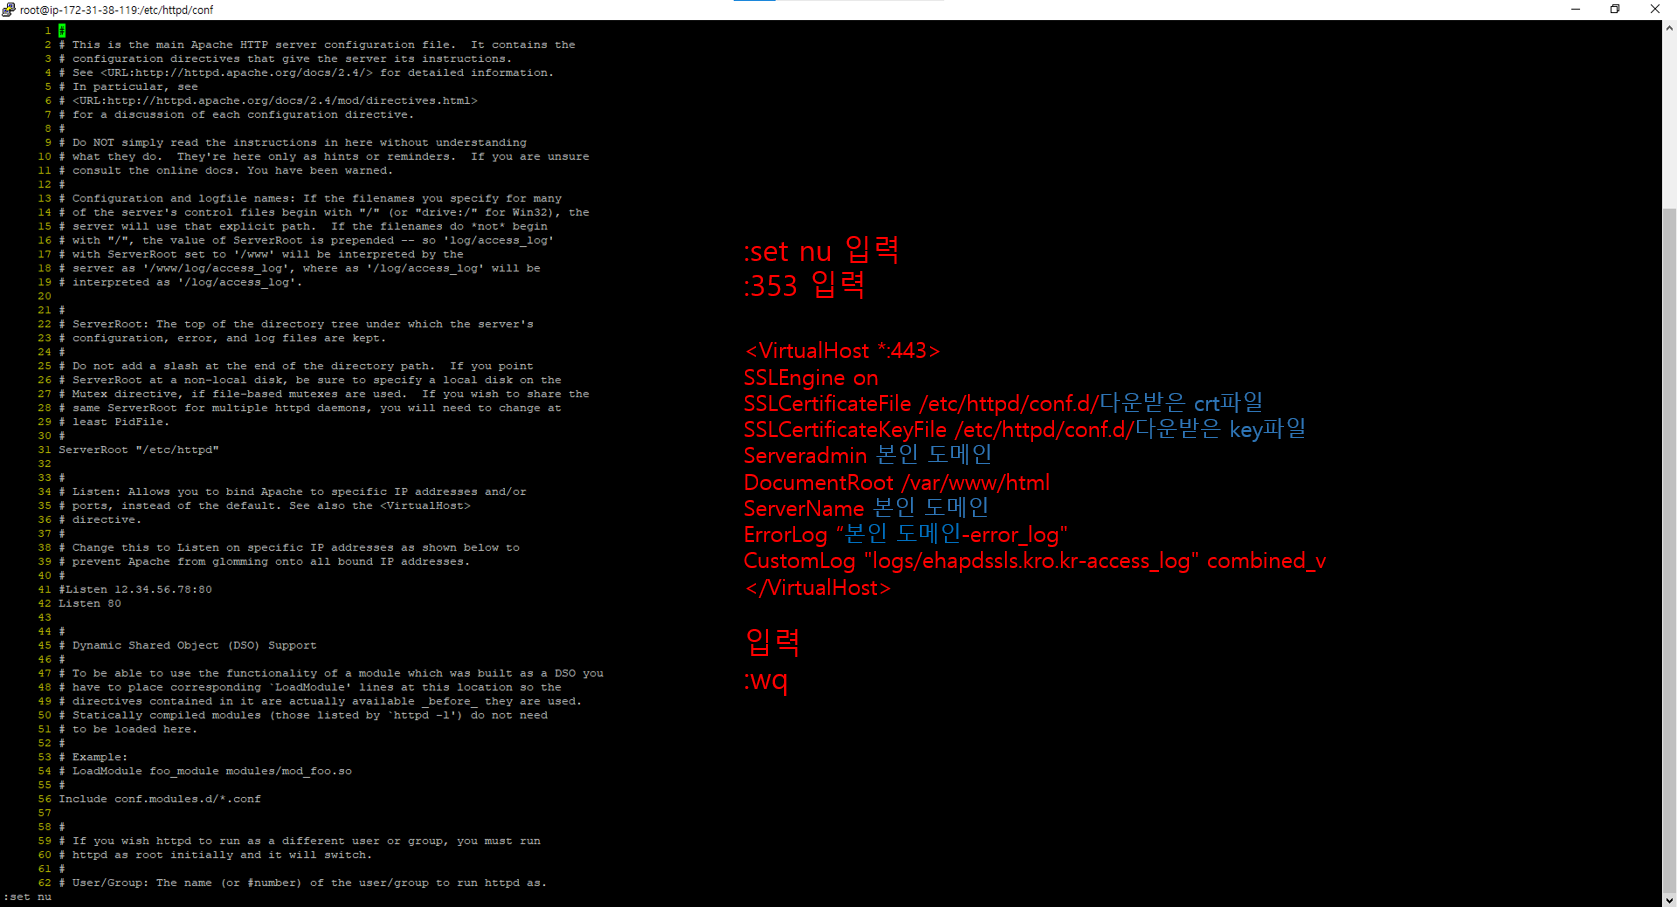 root@ip-172-31-38-119:/etc/httpd/conf
1 #
2 # This is the main Apache HTTP server configuration file.  It contains the
3 # configuration directives that give the server its instructions.
4 # See <URL:http://httpd.apache.org/docs/2.4/> for detailed information.
5 # In particular, see
6 # <URL:http://httpd.apache.org/docs/2.4/mod/directives.html>
7 # for a discussion of each configuration directive.
8 #
9 # Do NOT simply read the instructions in here without understanding
10 # what they do.  They're here only as hints or reminders.  If you are unsure
11 # consult the online docs. You have been warned.
12 #
13 # Configuration and logfile names: If the filenames you specify for many
14 # of the server's control files begin with "/" (or "drive:/" for Win32), the
15 # server will use that explicit path.  If the filenames do *not* begin
16 # with "/", the value of ServerRoot is prepended -- so 'log/access_log'
17 # with ServerRoot set to '/www' will be interpreted by the
18 # server as '/www/log/access_log', where as '/log/access_log' will be
19 # interpreted as '/log/access_log'.
20
21 #
22 # ServerRoot: The top of the directory tree under which the server's
23 # configuration, error, and log files are kept.
24 #
25 # Do not add a slash at the end of the directory path.  If you point
26 # ServerRoot at a non-local disk, be sure to specify a local disk on the
27 # Mutex directive, if file-based mutexes are used.  If you wish to share the
28 # same ServerRoot for multiple httpd daemons, you will need to change at
29 # least PidFile.
30 #
31 ServerRoot "/etc/httpd"
32
33 #
34 # Listen: Allows you to bind Apache to specific IP addresses and/or
35 # ports, instead of the default. See also the <VirtualHost>
36 # directive.
37 #
38 # Change this to Listen on specific IP addresses as shown below to
39 # prevent Apache from glomming onto all bound IP addresses.
40 #
41 #Listen 12.34.56.78:80
42 Listen 80
43
44 #
45 # Dynamic Shared Object (DSO) Support
46 #
47 # To be able to use the functionality of a module which was built as a DSO you
48 # have to place corresponding `LoadModule' lines at this location so the
49 # directives contained in it are actually available _before_ they are used.
50 # Statically compiled modules (those listed by `httpd -l') do not need
51 # to be loaded here.
52 #
53 # Example:
54 # LoadModule foo_module modules/mod_foo.so
55 #
56 Include conf.modules.d/*.conf
57
58 #
59 # If you wish httpd to run as a different user or group, you must run
60 # httpd as root initially and it will switch.
61 #
62 # User/Group: The name (or #number) of the user/group to run httpd as.
:set nu
:set nu 입력
:353 입력
<VirtualHost *:443>
SSLEngine on
SSLCertificateFile /etc/httpd/conf.d/다운받은 crt파일
SSLCertificateKeyFile /etc/httpd/conf.d/다운받은 key파일
Serveradmin 본인 도메인
DocumentRoot /var/www/html
ServerName 본인 도메인
ErrorLog “본인 도메인-error_log"
CustomLog "logs/ehapdssls.kro.kr-access_log" combined_v
</VirtualHost>
입력
:wq